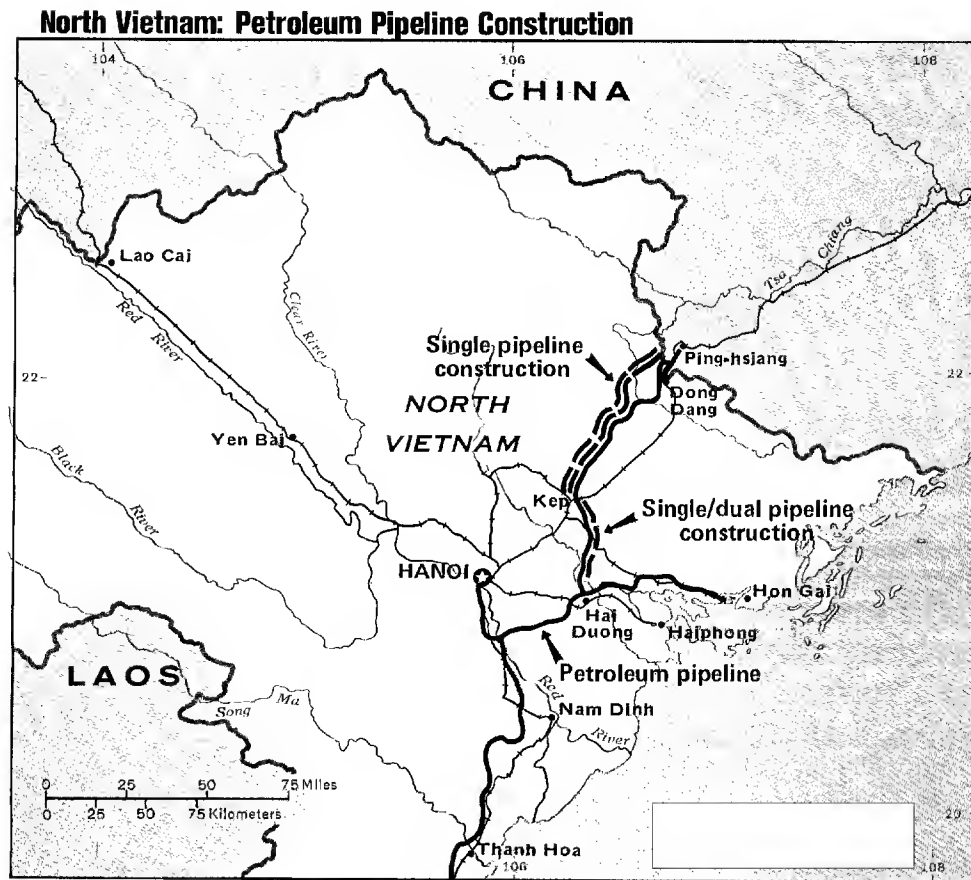 North Vietnam: Petroleum Pipeline Construction
104
106
108
CHINA
Lao Cai
Red
River
Clear River
Tsa Chiang
Single pipeline
construction
Ping-hsiang
22
22
Dong
Dang
NORTH
VIETNAM
Yen Bai
Black
River
Kep
Single/dual pipeline
construction
HANOI
Hon Gai
Hai
Duong
Haiphong
Petroleum pipeline
LAOS
Song Ma
Red
River
Nam Dinh
0 25 50 75 Miles
0 25 50 75 Kilometers
20
Thanh Hoa
106
108